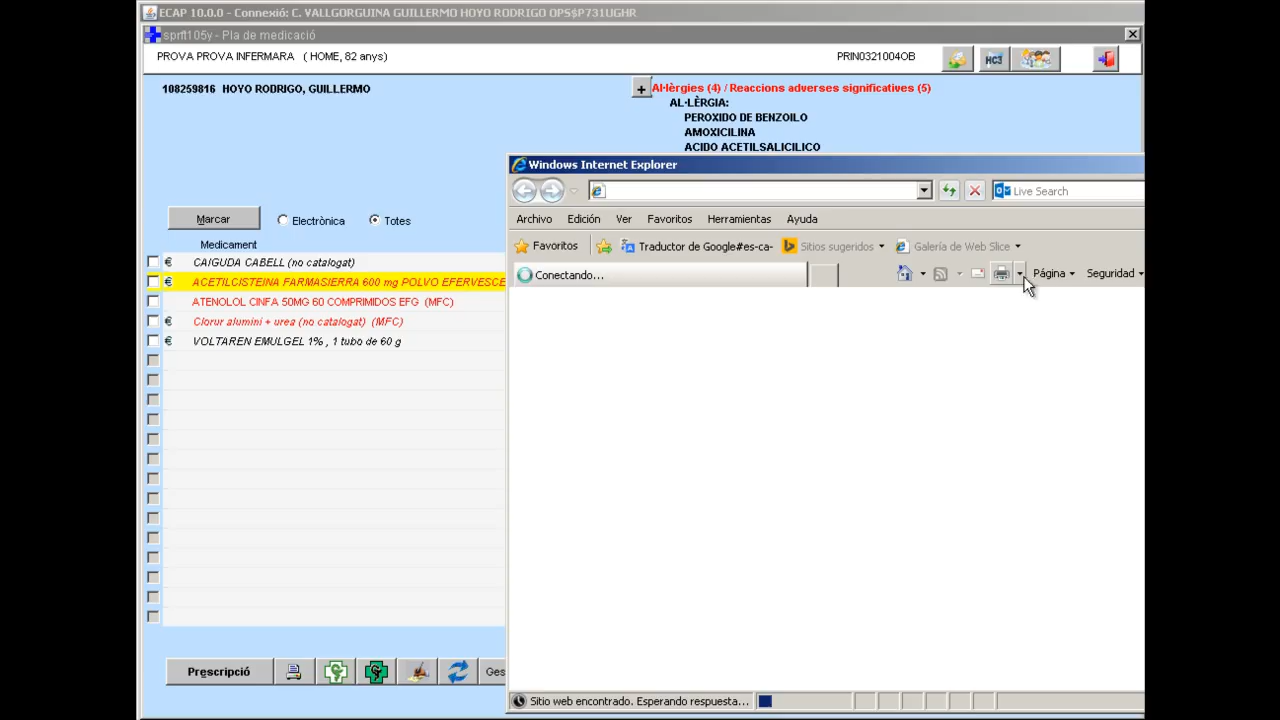 ECAP 10.0.0 - Connexió: C. VALLGORGUINA GUILLERMO HOYO RODRIGO OPS$P731UGHR
sprft105y - Pla de medicació
PROVA PROVA INFERMARA ( HOME, 82 anys)
PRIN0321004OB
HC3
108259816 HOYO RODRIGO, GUILLERMO
+ Al·lèrgies (4) / Reaccions adverses significatives (5)
AL·LÈRGIA:
PEROXIDO DE BENZOILO
AMOXICILINA
ACIDO ACETILSALICILICO
Windows Internet Explorer
Live Search
Archivo Edición Ver Favoritos Herramientas Ayuda
Favoritos Traductor de Google#es-ca- Sitios sugeridos Galería de Web Slice
Conectando... Página Seguridad
Marcar Electrònica Totes
Medicament
€ CAIGUDA CABELL (no catalogat)
€ ACETILCISTEINA FARMASIERRA 600 mg POLVO EFERVESCE
ATENOLOL CINFA 50MG 60 COMPRIMIDOS EFG (MFC)
€ Clorur alumini + urea (no catalogat) (MFC)
€ VOLTAREN EMULGEL 1% , 1 tubo de 60 g
Prescripció Ges
Sitio web encontrado. Esperando respuesta...